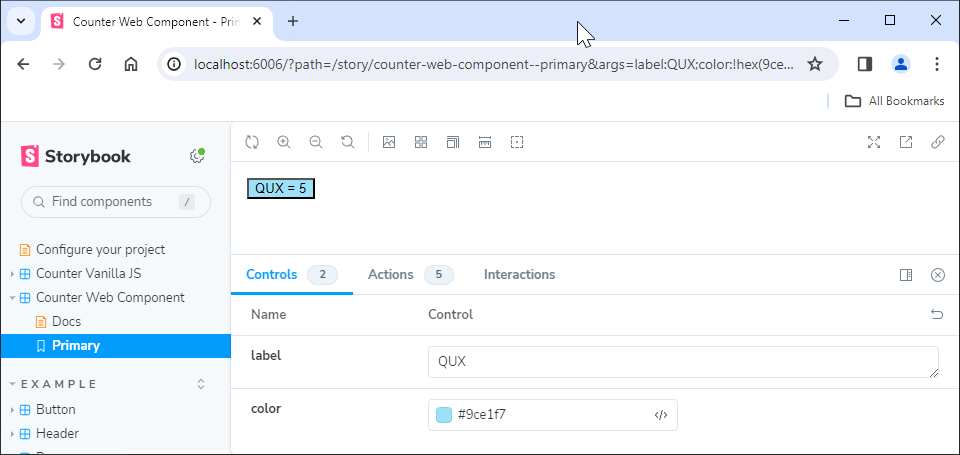 Counter Web Component - Prin
localhost:6006/?path=/story/counter-web-component--primary&args=label:QUX;color:!hex(9ce...
All Bookmarks
Storybook
Find components /
Configure your project
Counter Vanilla JS
Counter Web Component
Docs
Primary
EXAMPLE
Button
Header
QUX = 5
Controls 2 Actions 5 Interactions
Name Control
label QUX
color #9ce1f7